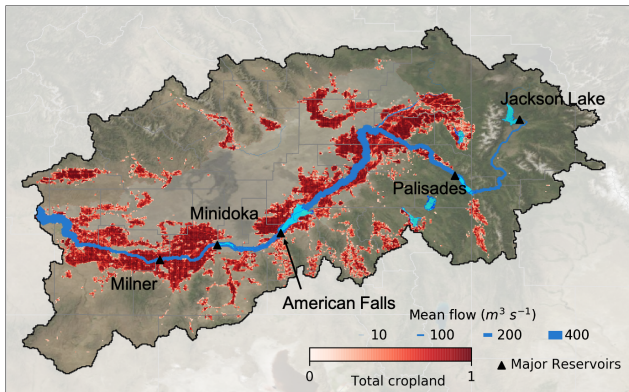 Jackson Lake
Palisades
Minidoka
Milner
American Falls
Mean flow (m³ s⁻¹)
10 100 200 400
0 1
Total cropland
Major Reservoirs